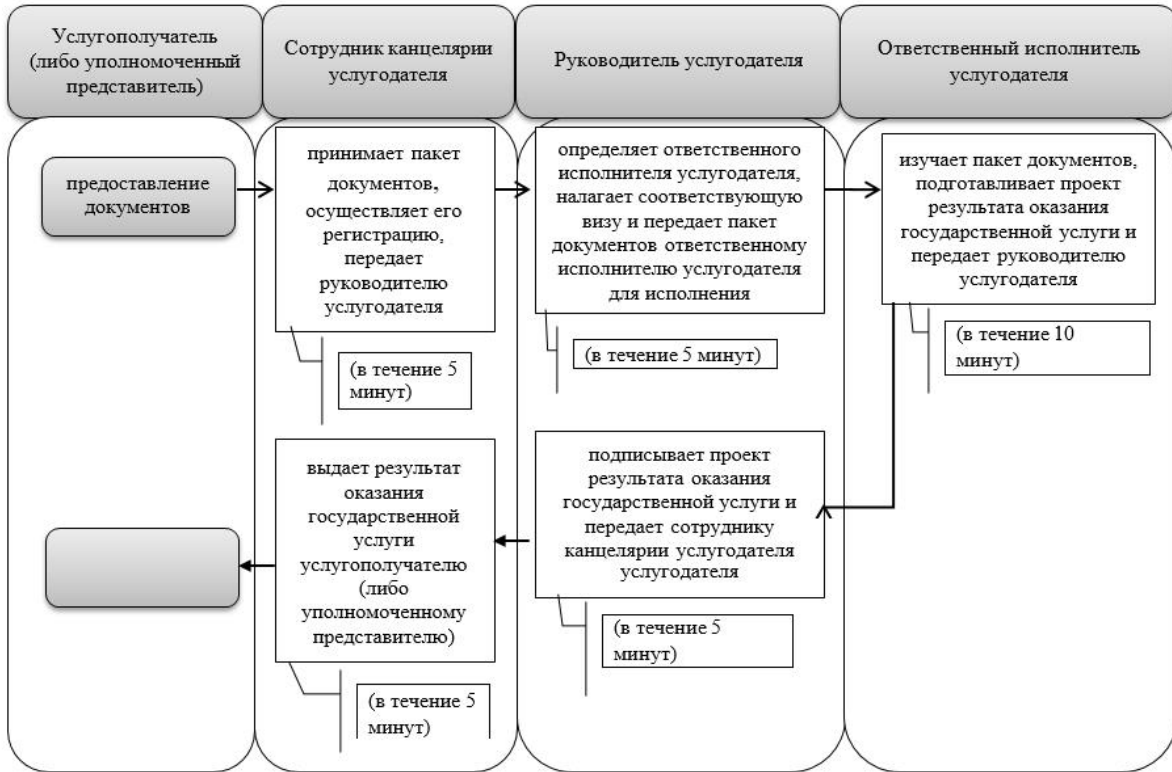 Услугополучатель
(либо уполномоченный
представитель)
Сотрудник канцелярии
услугодателя
Руководитель услугодателя
Ответственный исполнитель
услугодателя
предоставление
документов
принимает пакет
документов,
осуществляет его
регистрацию,
передает
руководителю
услугодателя
(в течение 5
минут)
определяет ответственного
исполнителя услугодателя,
налагает соответствующую
визу и передает пакет
документов ответственному
исполнителю услугодателя
для исполнения
(в течение 5 минут)
изучает пакет документов,
подготавливает проект
результата оказания
государственной услуги и
передает руководителю
услугодателя
(в течение 10
минут)
подписывает проект
результата оказания
государственной услуги и
передает сотруднику
канцелярии услугодателя
услугодателя
(в течение 5
минут)
выдает результат
оказания
государственной
услуги
услугополучателю
(либо
уполномоченному
представителю)
(в течение 5
минут)